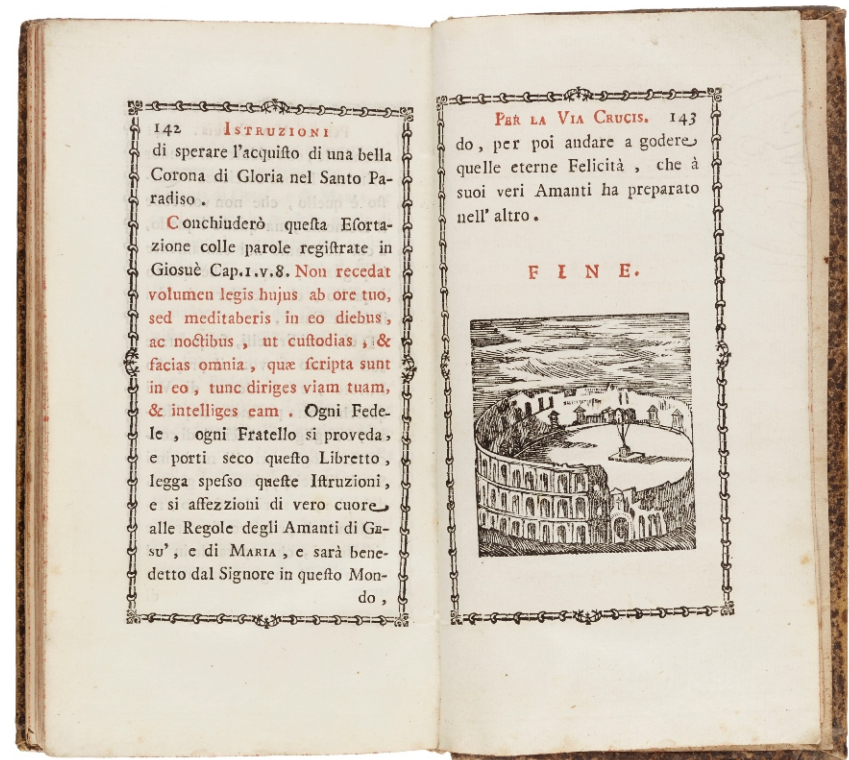 142 ISTRUZIONI
di sperare l'acquiſto di una bella
Corona di Gloria nel Santo Pa-
radiso .
Conchiuderò queſta Eſorta-
zione colle parole regiſtrate in
Giosuè Cap.1.v.8. Non recedat
volumen legis hujus ab ore tuo,
sed meditaberis in eo diebus ,
ac noctibus , ut cuſtodias , &
facias omnia , quæ ſcripta sunt
in eo , tunc diriges viam tuam,
& intelliges eam . Ogni Fede-
le , ogni Fratello si proveda,
e porti seco queſto Libretto ,
legga speſso queſte Iſtruzioni,
e si affezzioni di vero cuore
alle Regole degli Amanti di GE-
SU', e di MARIA , e sarà bene-
detto dal Signore in queſto Mon-
do ,
PER LA VIA CRUCIS. 143
do , per poi andare a godere
quelle eterne Felicità , che à
suoi veri Amanti ha preparato
nell' altro .
FINE.